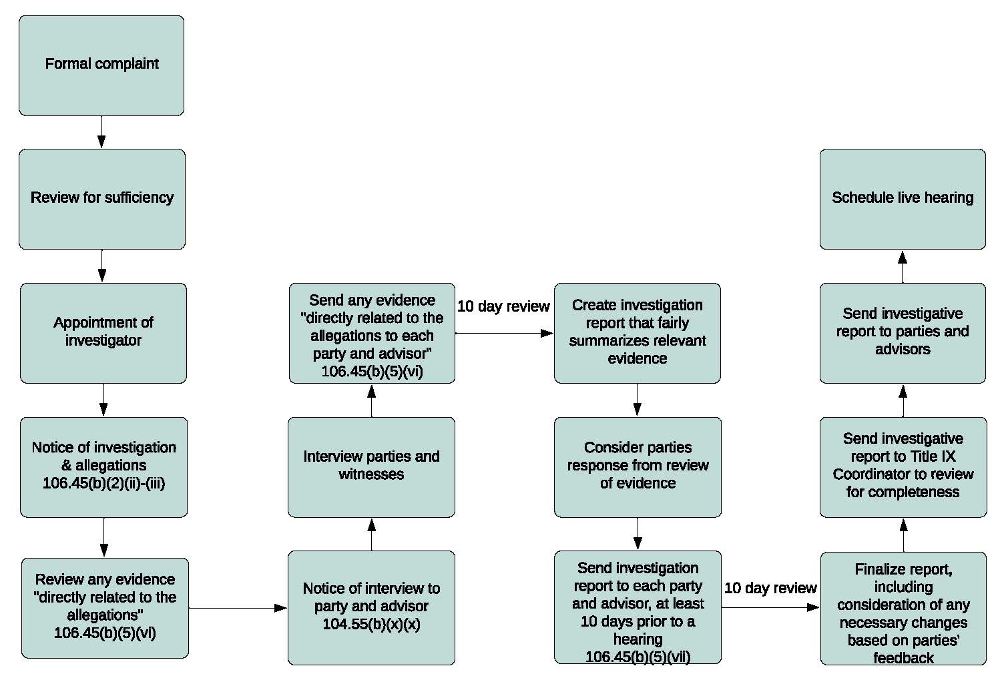 Formal complaint
Review for sufficiency
Appointment of
investigator
Notice of investigation
& allegations
106.45(b)(2)(ii)-(iii)
Review any evidence
"directly related to the
allegations"
106.45(b)(5)(vi)
Notice of interview to
party and advisor
104.55(b)(x)(x)
Interview parties and
witnesses
Send any evidence
"directly related to the
allegations to each
party and advisor"
106.45(b)(5)(vi)
10 day review
Create investigation
report that fairly
summarizes relevant
evidence
Consider parties
response from review
of evidence
Send investigation
report to each party
and advisor, at least
10 days prior to a
hearing
106.45(b)(5)(vii)
10 day review
Finalize report,
including
consideration of any
necessary changes
based on parties'
feedback
Send investigative
report to Title IX
Coordinator to review
for completeness
Send investigative
report to parties and
advisors
Schedule live hearing